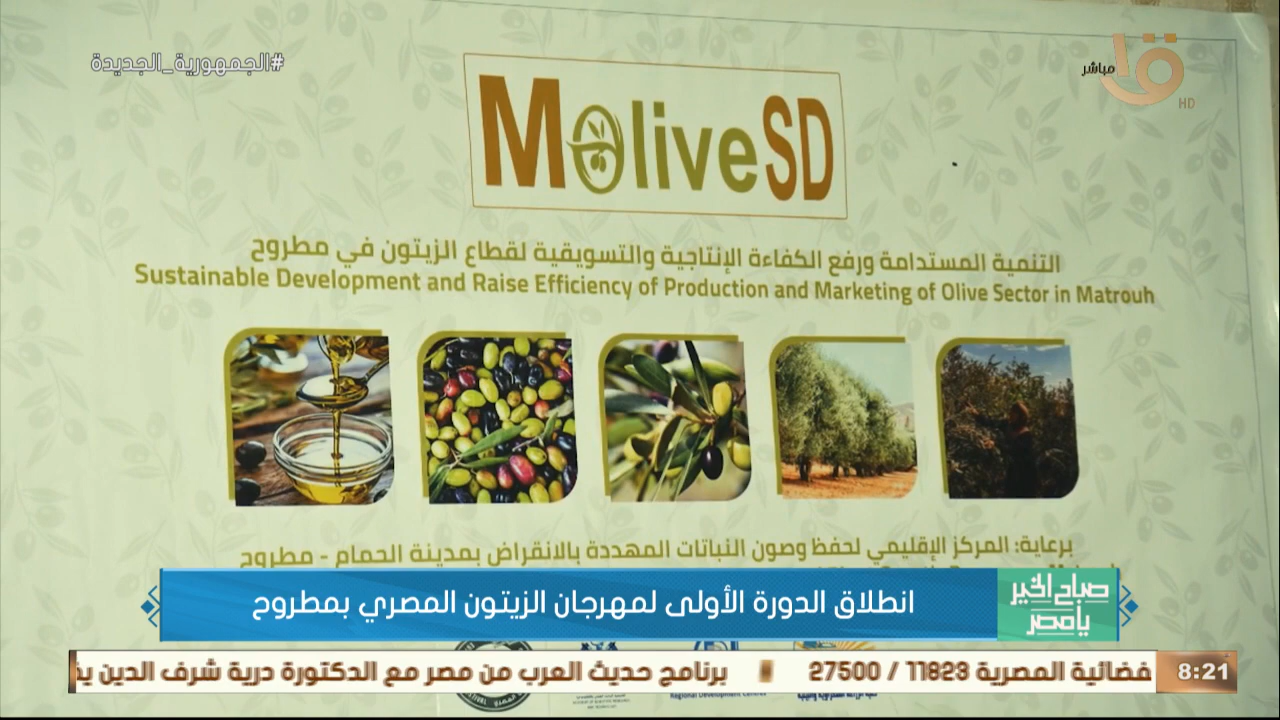 #الجمهورية_الجديدة
مباشر
HD
MoliveSD
التنمية المستدامة ورفع الكفاءة الإنتاجية والتسويقية لقطاع الزيتون في مطروح
Sustainable Development and Raise Efficiency of Production and Marketing of Olive Sector in Matrouh
برعاية: المركز الإقليمي لحفظ وصون النباتات المهددة بالانقراض بمدينة الحمام - مطروح
صباح الخير
يا مصر
انطلاق الدورة الأولى لمهرجان الزيتون المصري بمطروح
8:21
فضائية المصرية 11823 / 27500
برنامج حديث العرب من مصر مع الدكتورة درية شرف الدين